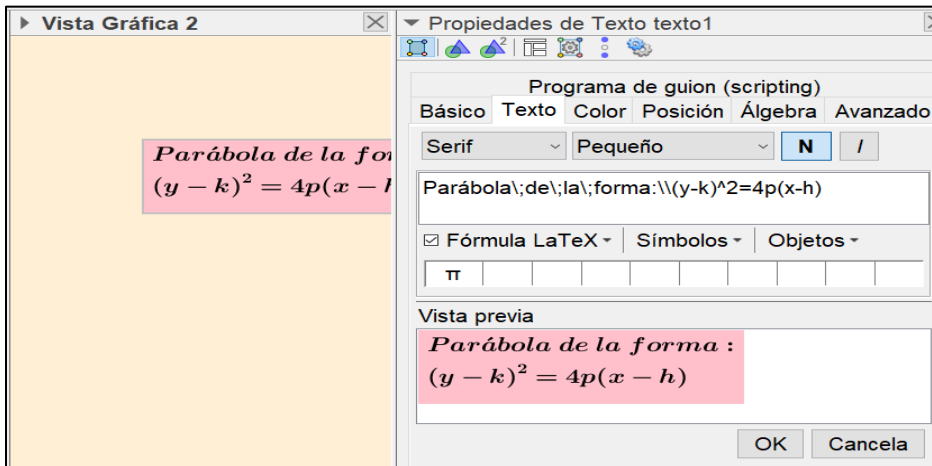 Vista Gráfica 2
Parábola de la for
(y − k)² = 4p(x − h
Propiedades de Texto texto1
Programa de guion (scripting)
Básico Texto Color Posición Álgebra Avanzado
Serif Pequeño N I
Parábola\;de\;la\;forma:\\(y-k)^2=4p(x-h)
Fórmula LaTeX Símbolos Objetos
π
Vista previa
Parábola de la forma :
(y − k)² = 4p(x − h)
OK Cancela